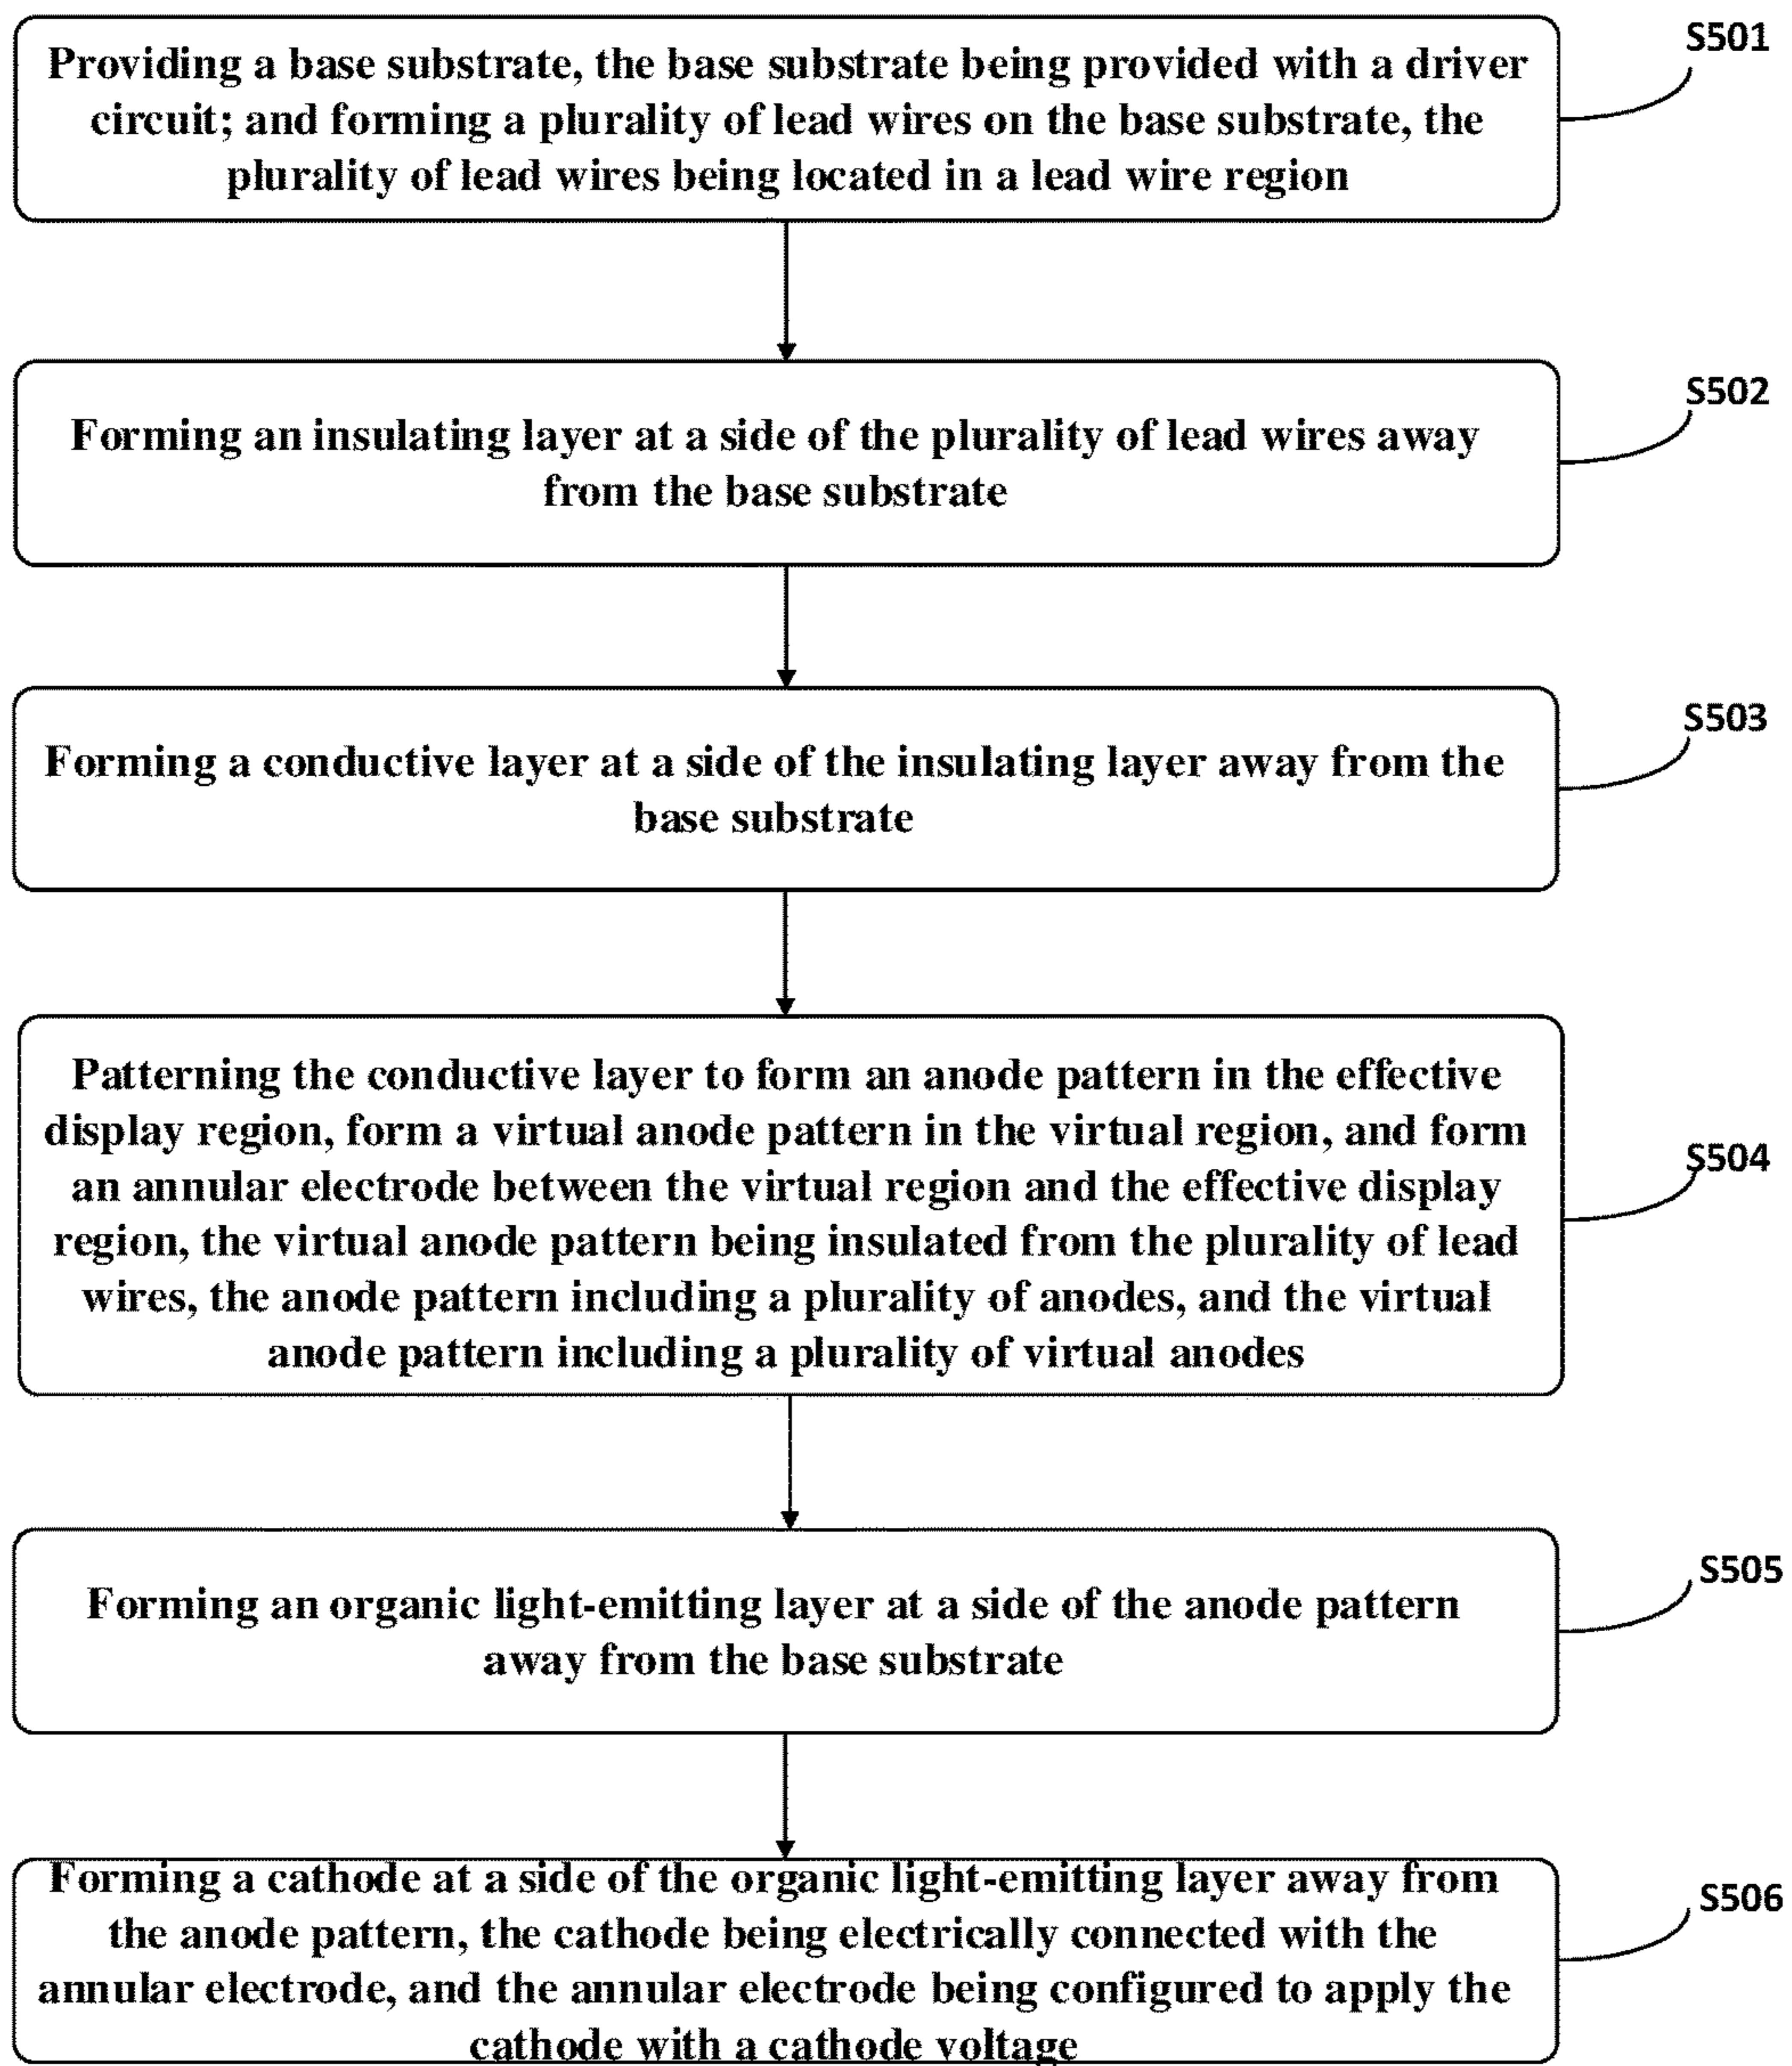 Providing a base substrate, the base substrate being provided with a driver
circuit; and forming a plurality of lead wires on the base substrate, the
plurality of lead wires being located in a lead wire region
S501
Forming an insulating layer at a side of the plurality of lead wires away
from the base substrate
S502
Forming a conductive layer at a side of the insulating layer away from the
base substrate
S503
Patterning the conductive layer to form an anode pattern in the effective
display region, form a virtual anode pattern in the virtual region, and form
an annular electrode between the virtual region and the effective display
region, the virtual anode pattern being insulated from the plurality of lead
wires, the anode pattern including a plurality of anodes, and the virtual
anode pattern including a plurality of virtual anodes
S504
Forming an organic light-emitting layer at a side of the anode pattern
away from the base substrate
S505
Forming a cathode at a side of the organic light-emitting layer away from
the anode pattern, the cathode being electrically connected with the
annular electrode, and the annular electrode being configured to apply the
cathode with a cathode voltage
S506